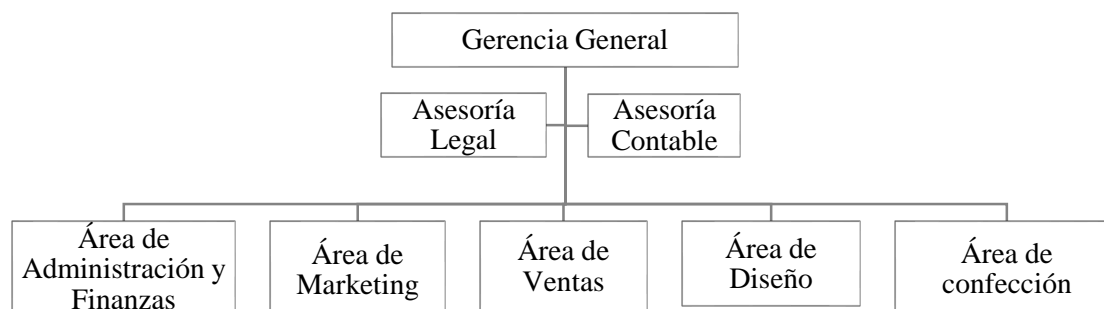 Gerencia General
Asesoría
Legal
Asesoría
Contable
Área de
Administración y
Finanzas
Área de
Marketing
Área de
Ventas
Área de
Diseño
Área de
confección